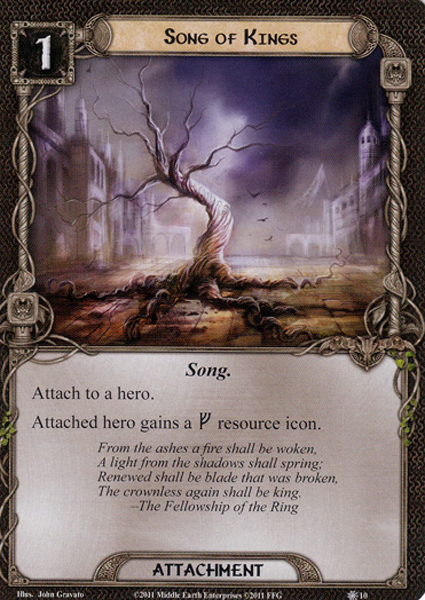 1
SONG OF KINGS
Song.
Attach to a hero.
Attached hero gains a ᚠ resource icon.
From the ashes a fire shall be woken,
A light from the shadows shall spring;
Renewed shall be blade that was broken,
The crownless again shall be king.
–The Fellowship of the Ring
ATTACHMENT
Illus. John Gravato
©2011 Middle Earth Enterprises ©2011 FFG
10